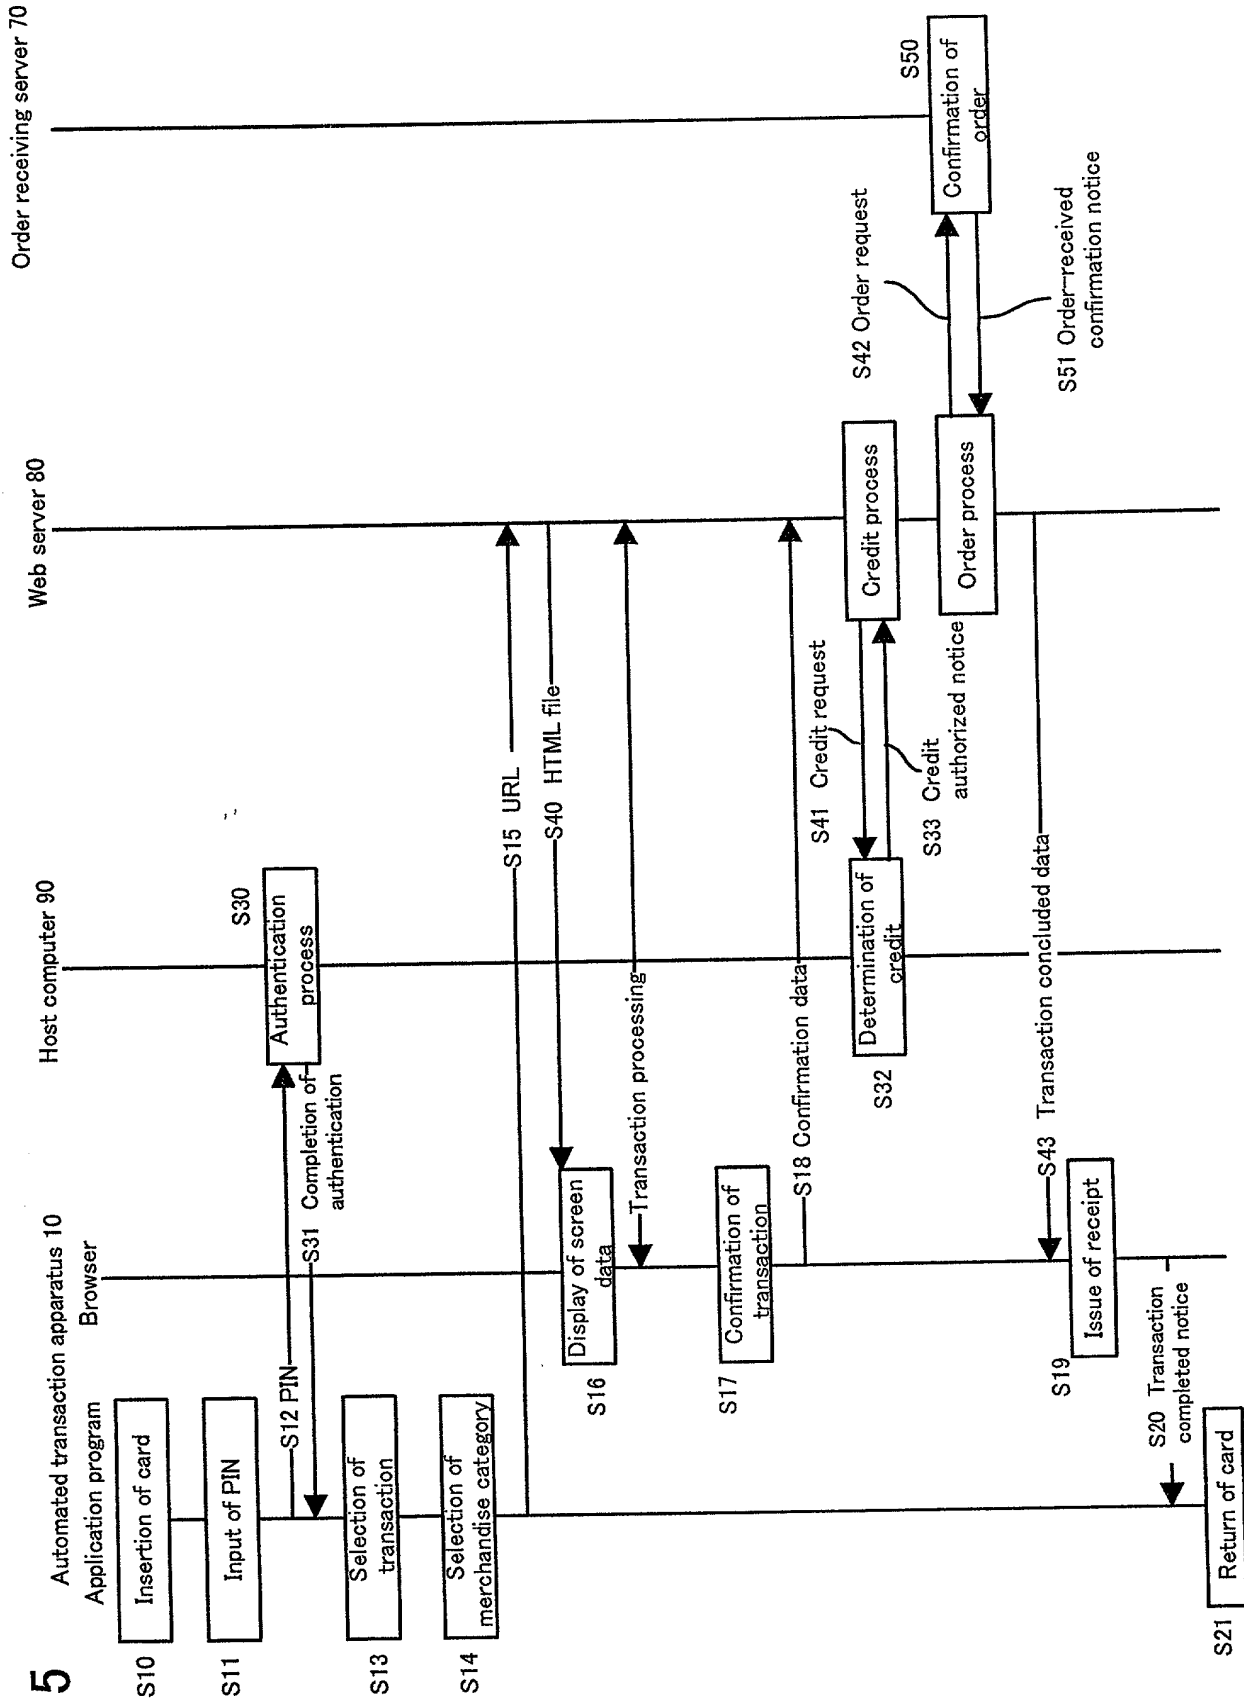 5
Automated transaction apparatus 10
Application program
Browser
Host computer 90
Web server 80
Order receiving server 70
S10
Insertion of card
S11
Input of PIN
S12 PIN
S30
Authentication
process
S31 Completion of
authentication
S13
Selection of
transaction
S14
Selection of
merchandise category
S15 URL
S40 HTML file
S16
Display of screen
data
Transaction processing
S17
Confirmation of
transaction
S18 Confirmation data
S41 Credit request
Credit process
S32
Determination of
credit
S33 Credit
authorized notice
S42 Order request
S50
Confirmation of
order
Order process
S51 Order-received
confirmation notice
S43 Transaction concluded data
S19
Issue of receipt
S20 Transaction
completed notice
S21
Return of card